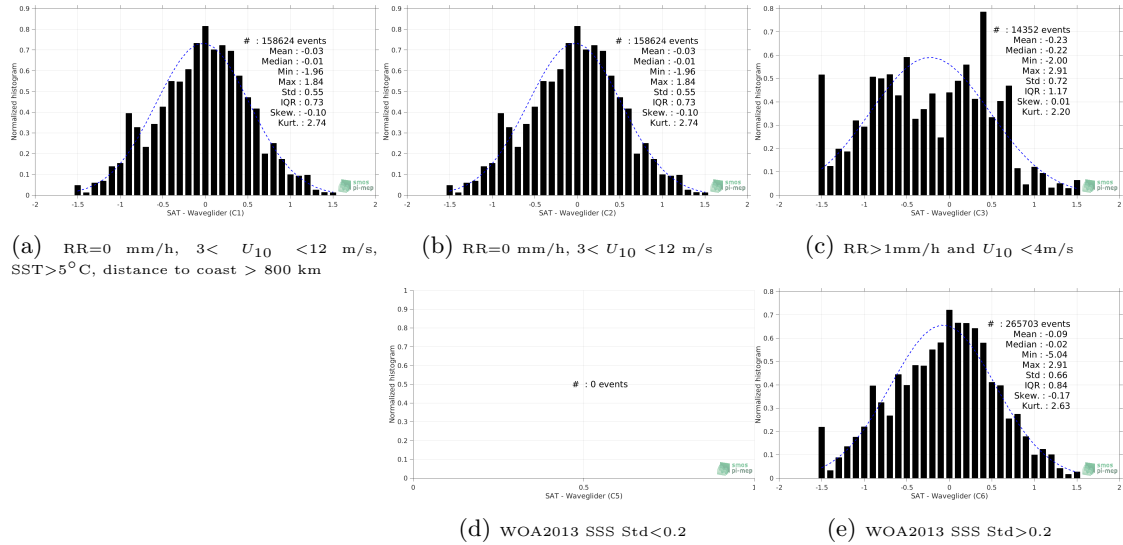 0.9
0.8
0.7
0.6
0.5
0.4
0.3
0.2
0.1
0
Normalized histogram
# : 158624 events
Mean : -0.03
Median : -0.01
Min : -1.96
Max : 1.84
Std : 0.55
IQR : 0.73
Skew. : -0.10
Kurt. : 2.74
smos
pi-mep
-2 -1.5 -1 -0.5 0 0.5 1 1.5 2
SAT - Waveglider (C1)
(a) RR=0 mm/h, 3< U10 <12 m/s,
SST>5°C, distance to coast > 800 km
0.9
0.8
0.7
0.6
0.5
0.4
0.3
0.2
0.1
0
Normalized histogram
# : 158624 events
Mean : -0.03
Median : -0.01
Min : -1.96
Max : 1.84
Std : 0.55
IQR : 0.73
Skew. : -0.10
Kurt. : 2.74
smos
pi-mep
-2 -1.5 -1 -0.5 0 0.5 1 1.5 2
SAT - Waveglider (C2)
(b) RR=0 mm/h, 3< U10 <12 m/s
0.8
0.7
0.6
0.5
0.4
0.3
0.2
0.1
0
Normalized histogram
# : 14352 events
Mean : -0.23
Median : -0.22
Min : -2.00
Max : 2.91
Std : 0.72
IQR : 1.17
Skew. : 0.01
Kurt. : 2.20
smos
pi-mep
-2 -1.5 -1 -0.5 0 0.5 1 1.5 2
SAT - Waveglider (C3)
(c) RR>1mm/h and U10 <4m/s
1
0.9
0.8
0.7
0.6
0.5
0.4
0.3
0.2
0.1
0
Normalized histogram
# : 0 events
smos
pi-mep
0 0.5 1
SAT - Waveglider (C5)
(d) WOA2013 SSS Std<0.2
0.8
0.7
0.6
0.5
0.4
0.3
0.2
0.1
0
Normalized histogram
# : 265703 events
Mean : -0.09
Median : -0.02
Min : -5.04
Max : 2.91
Std : 0.66
IQR : 0.84
Skew. : -0.17
Kurt. : 2.63
smos
pi-mep
-2 -1.5 -1 -0.5 0 0.5 1 1.5 2
SAT - Waveglider (C6)
(e) WOA2013 SSS Std>0.2